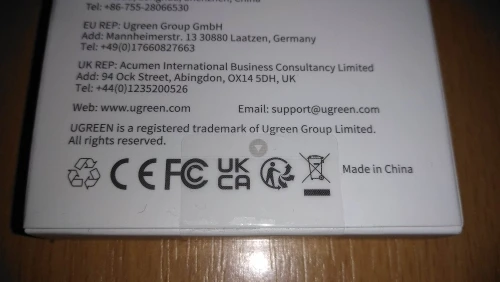 Tel: +86-755-28066530
EU REP: Ugreen Group GmbH
Add: Mannheimerstr. 13 30880 Laatzen, Germany
Tel: +49(0)17660827663
UK REP: Acumen International Business Consultancy Limited
Add: 94 Ock Street, Abingdon, OX14 5DH, UK
Tel: +44(0)1235200526
Web: www.ugreen.com Email: support@ugreen.com
UGREEN is a registered trademark of Ugreen Group Limited.
All rights reserved.
CE FC UK CA Made in China